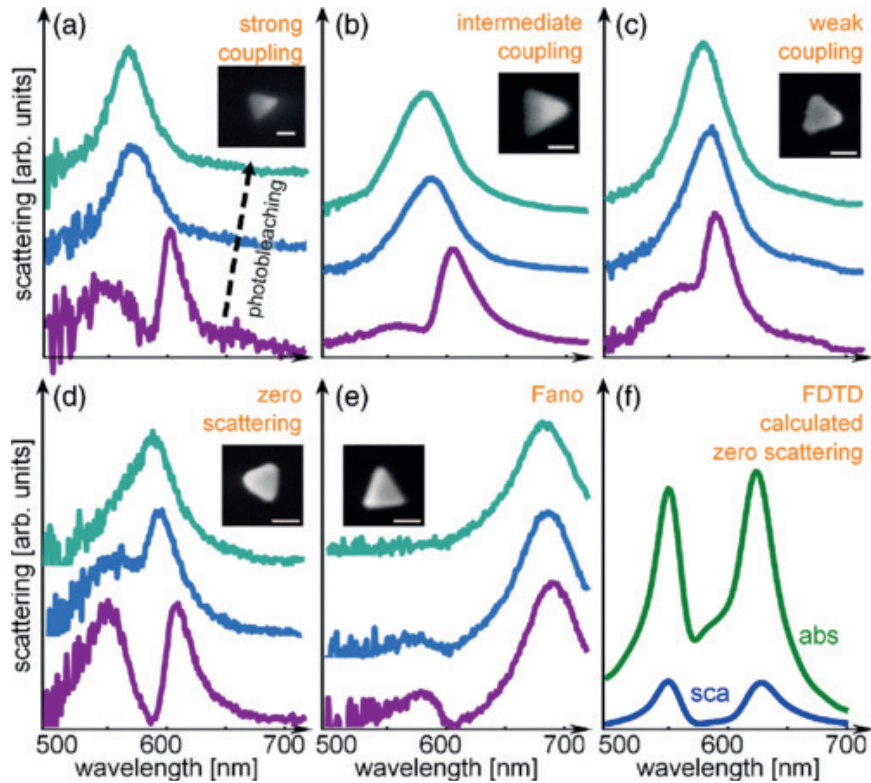 (a) strong
coupling
photobleaching
scattering [arb. units]
(b) intermediate
coupling
(c) weak
coupling
(d) zero
scattering
scattering [arb. units]
500 600 700
wavelength [nm]
(e) Fano
500 600 700
wavelength [nm]
(f) FDTD
calculated
zero scattering
abs
sca
500 600 700
wavelength [nm]